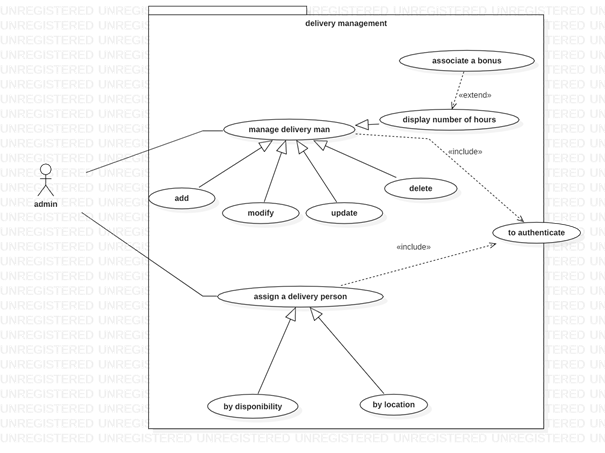 delivery management
associate a bonus
«extend»
display number of hours
manage delivery man
«include»
delete
add
modify
update
admin
to authenticate
«include»
assign a delivery person
by disponibility
by location
UNREGISTERED